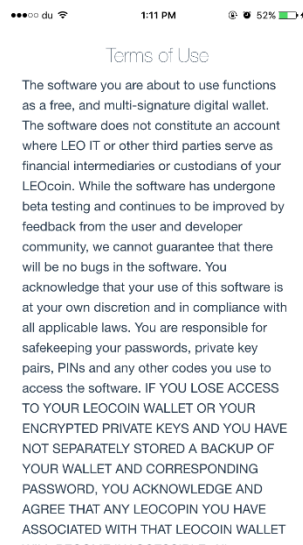 du 1:11 PM 52%
Terms of Use
The software you are about to use functions
as a free, and multi-signature digital wallet.
The software does not constitute an account
where LEO IT or other third parties serve as
financial intermediaries or custodians of your
LEOcoin. While the software has undergone
beta testing and continues to be improved by
feedback from the user and developer
community, we cannot guarantee that there
will be no bugs in the software. You
acknowledge that your use of this software is
at your own discretion and in compliance with
all applicable laws. You are responsible for
safekeeping your passwords, private key
pairs, PINs and any other codes you use to
access the software. IF YOU LOSE ACCESS
TO YOUR LEOCOIN WALLET OR YOUR
ENCRYPTED PRIVATE KEYS AND YOU HAVE
NOT SEPARATELY STORED A BACKUP OF
YOUR WALLET AND CORRESPONDING
PASSWORD, YOU ACKNOWLEDGE AND
AGREE THAT ANY LEOCOPIN YOU HAVE
ASSOCIATED WITH THAT LEOCOIN WALLET